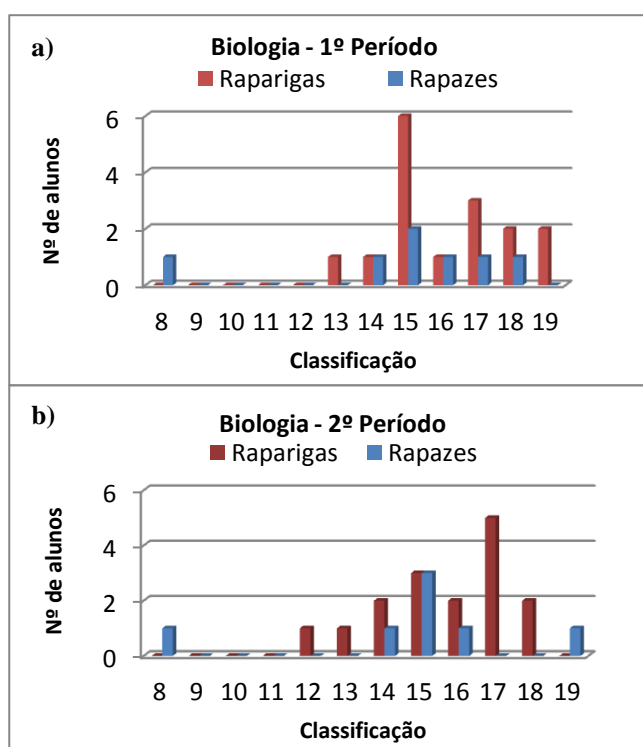 a)
Biologia - 1º Período
Raparigas Rapazes
6
4
2
0
Nº de alunos
8 9 10 11 12 13 14 15 16 17 18 19
Classificação
b)
Biologia - 2º Período
Raparigas Rapazes
6
4
2
0
Nº de alunos
8 9 10 11 12 13 14 15 16 17 18 19
Classificação